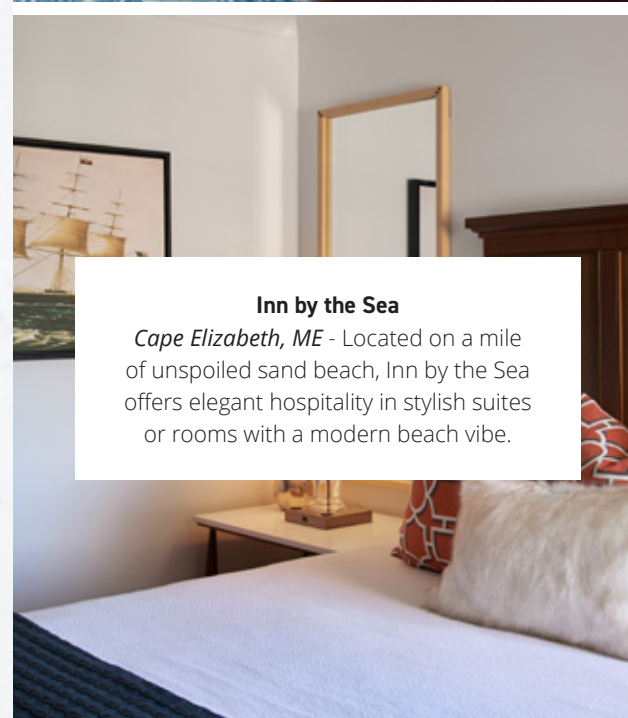 Inn by the Sea
Cape Elizabeth, ME - Located on a mile
of unspoiled sand beach, Inn by the Sea
offers elegant hospitality in stylish suites
or rooms with a modern beach vibe.